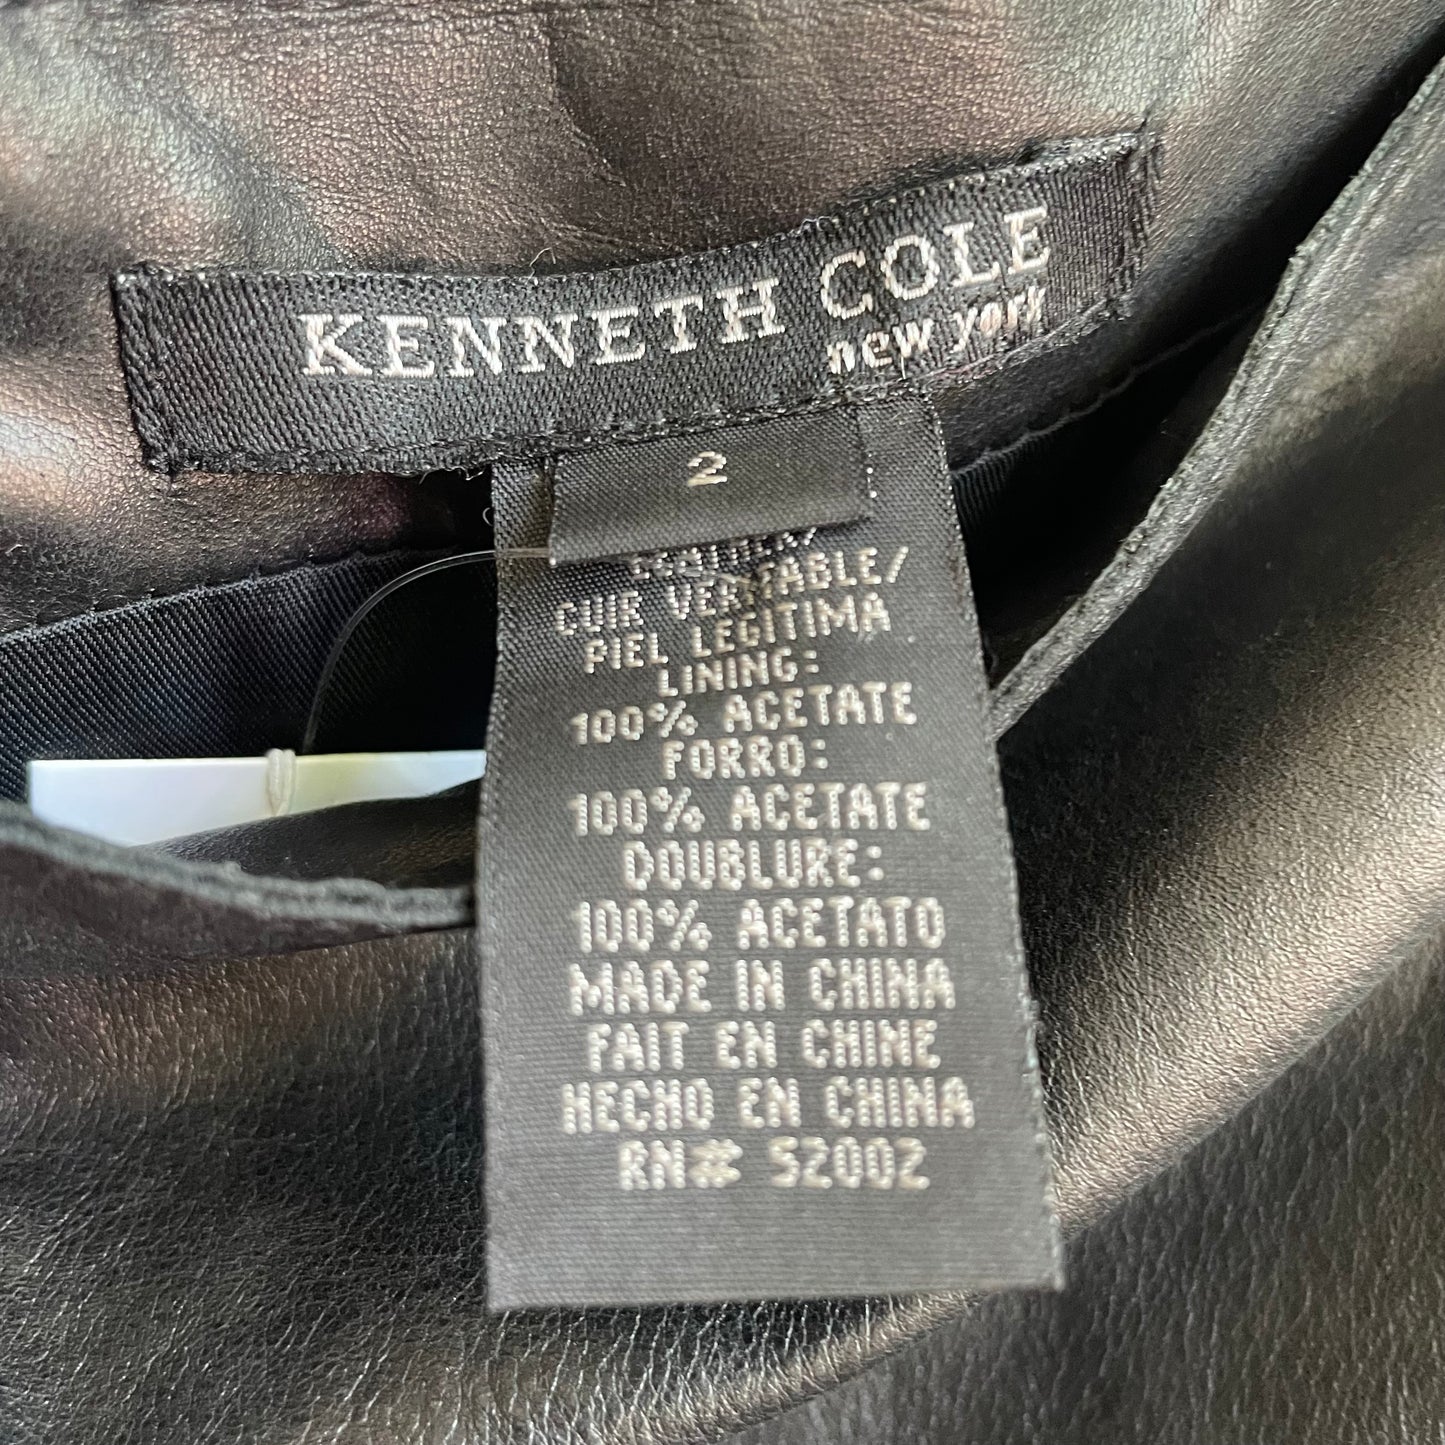 KENNETH COLE
new york
2
LEATHER/
CUIR VERITABLE/
PIEL LEGITIMA
LINING:
100% ACETATE
FORRO:
100% ACETATE
DOUBLURE:
100% ACETATO
MADE IN CHINA
FAIT EN CHINE
HECHO EN CHINA
RN# 52002